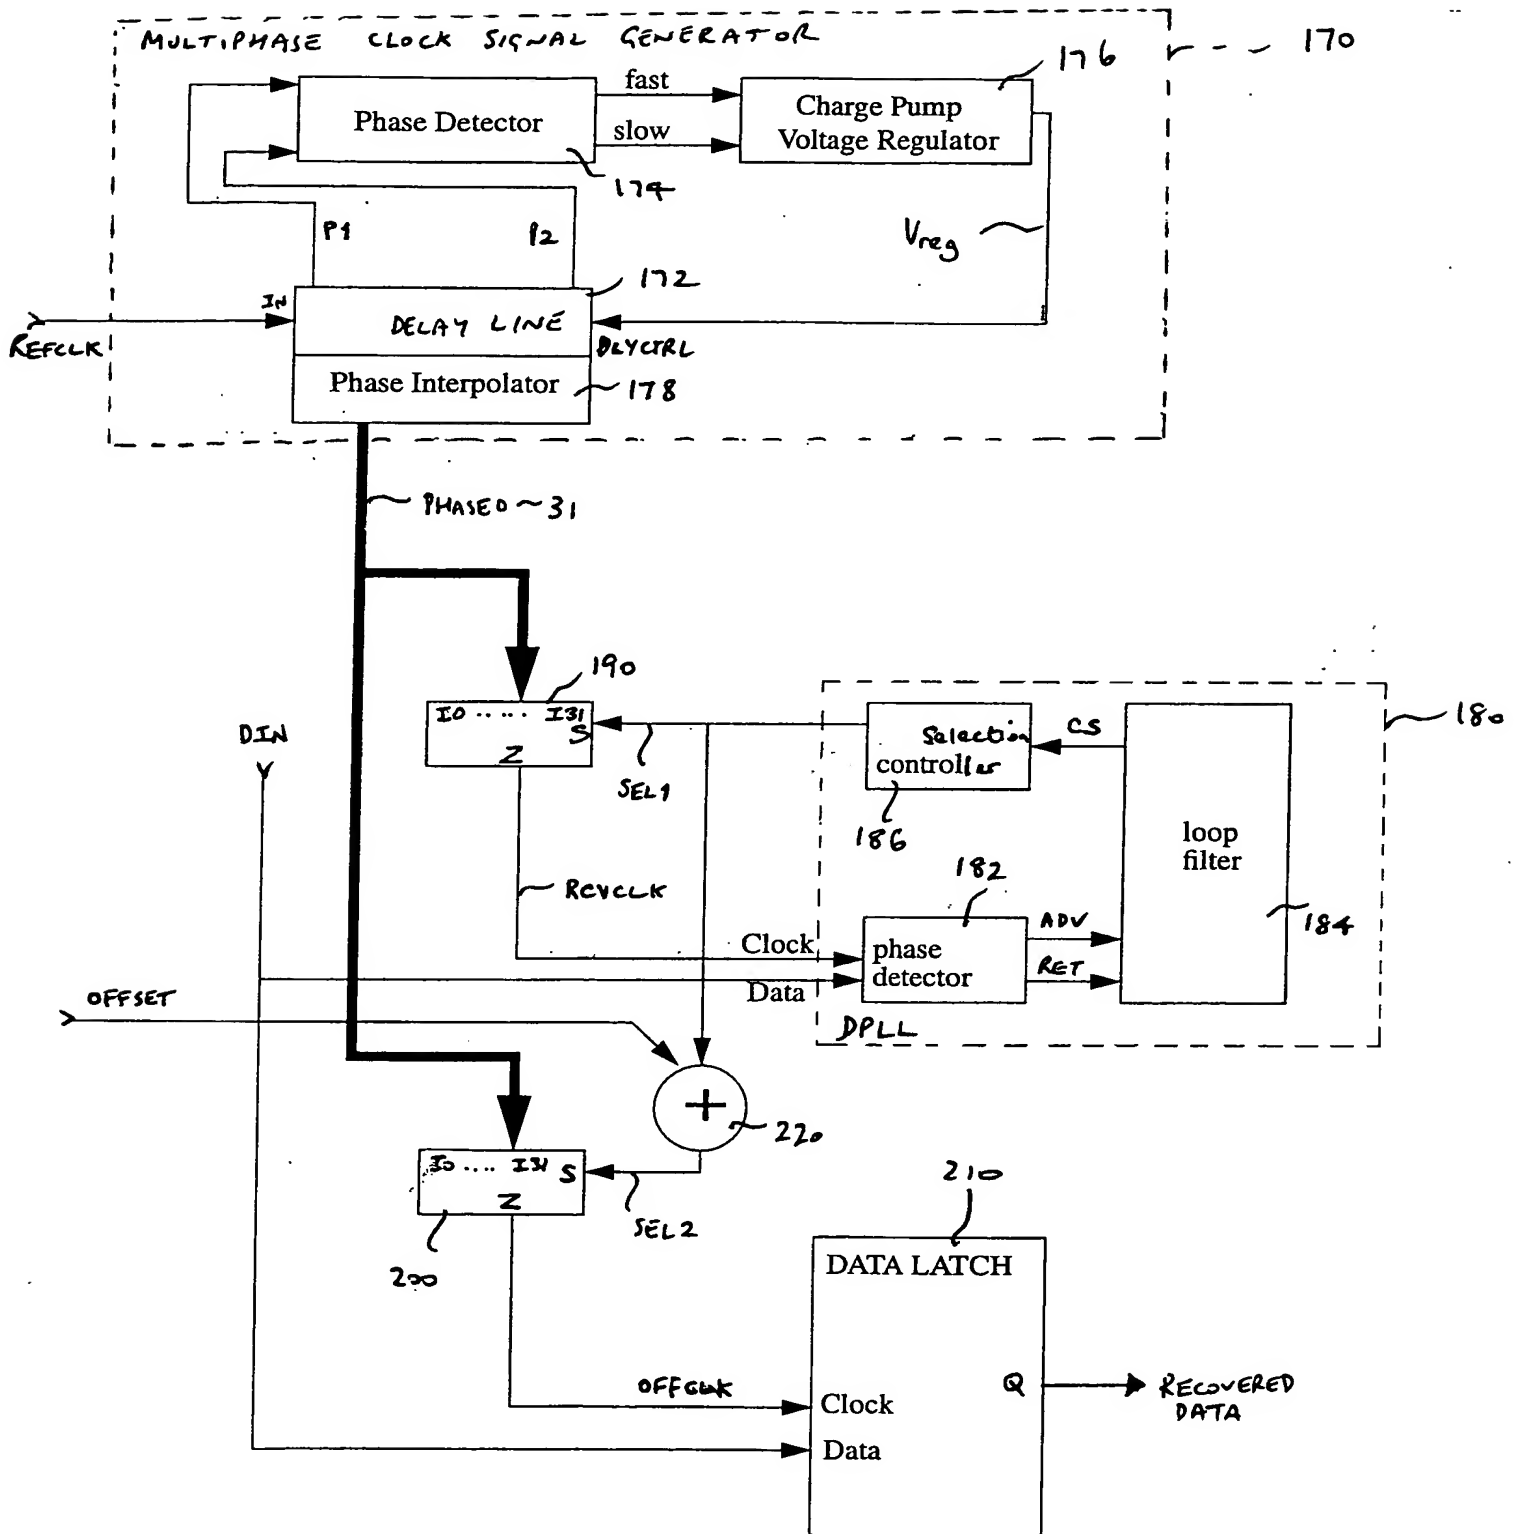 MULTIPHASE CLOCK SIGNAL GENERATOR
170
176
fast
Phase Detector
Charge Pump
Voltage Regulator
slow
174
P1
P2
Vreg
172
IN
DELAY LINE
REFCLK
DLYCTRL
Phase Interpolator
178
PHASE0~31
190
I0 ..... I31
S
Z
SEL1
DIN
Selection
controller
CS
180
186
loop
filter
182
RCVCLK
ADV
184
Clock
phase
detector
RET
Data
OFFSET
DPLL
+
220
I0 .... I31
S
Z
SEL2
200
210
DATA LATCH
OFFCLK
Clock
Q
RECOVERED
DATA
Data